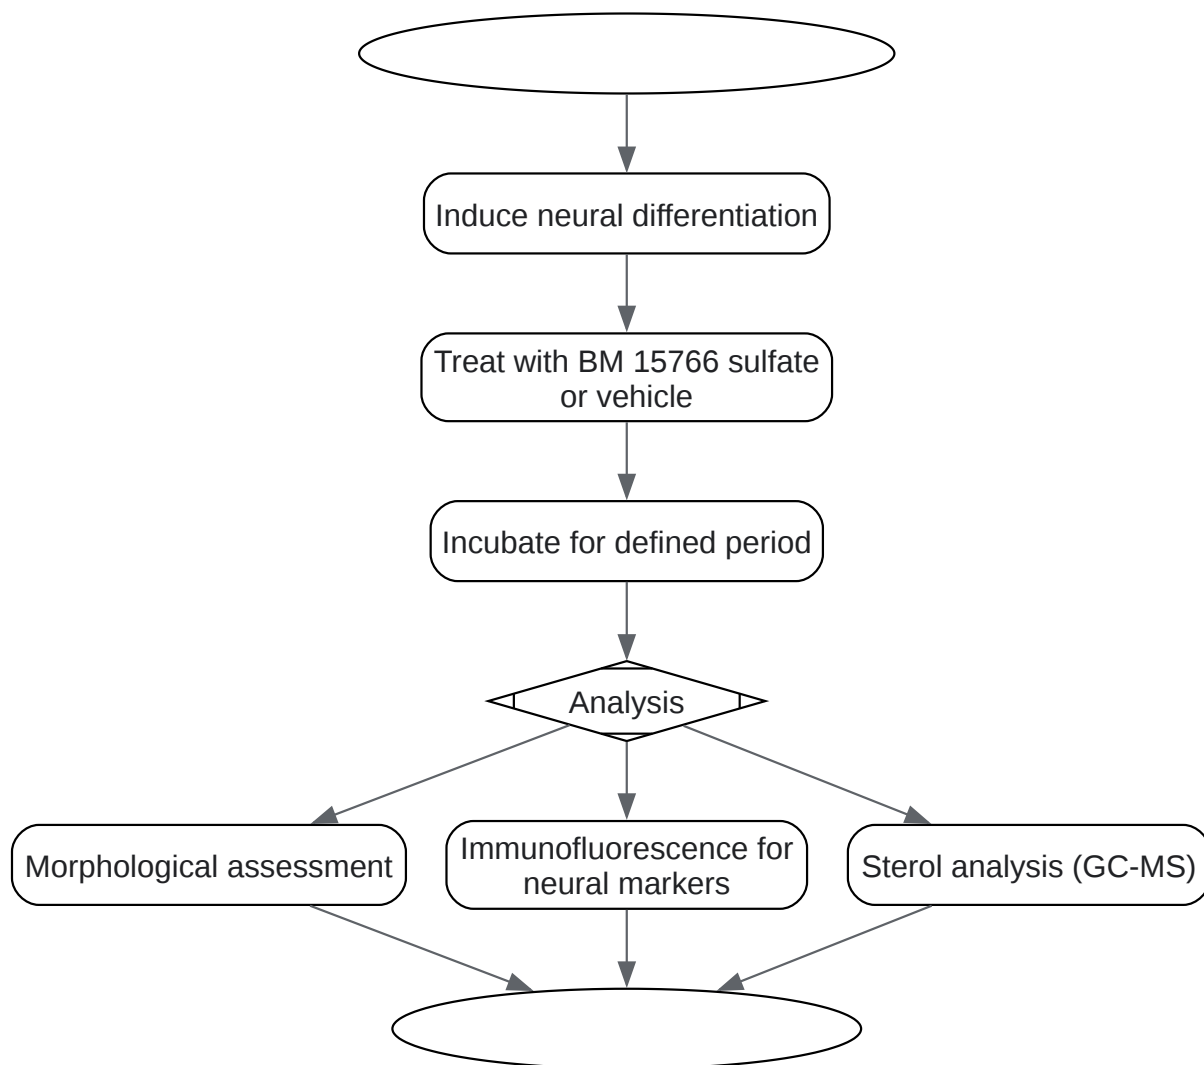 Induce neural differentiation
Treat with BM 15766 sulfate
or vehicle
Incubate for defined period
Analysis
Morphological assessment
Immunofluorescence for
neural markers
Sterol analysis (GC-MS)